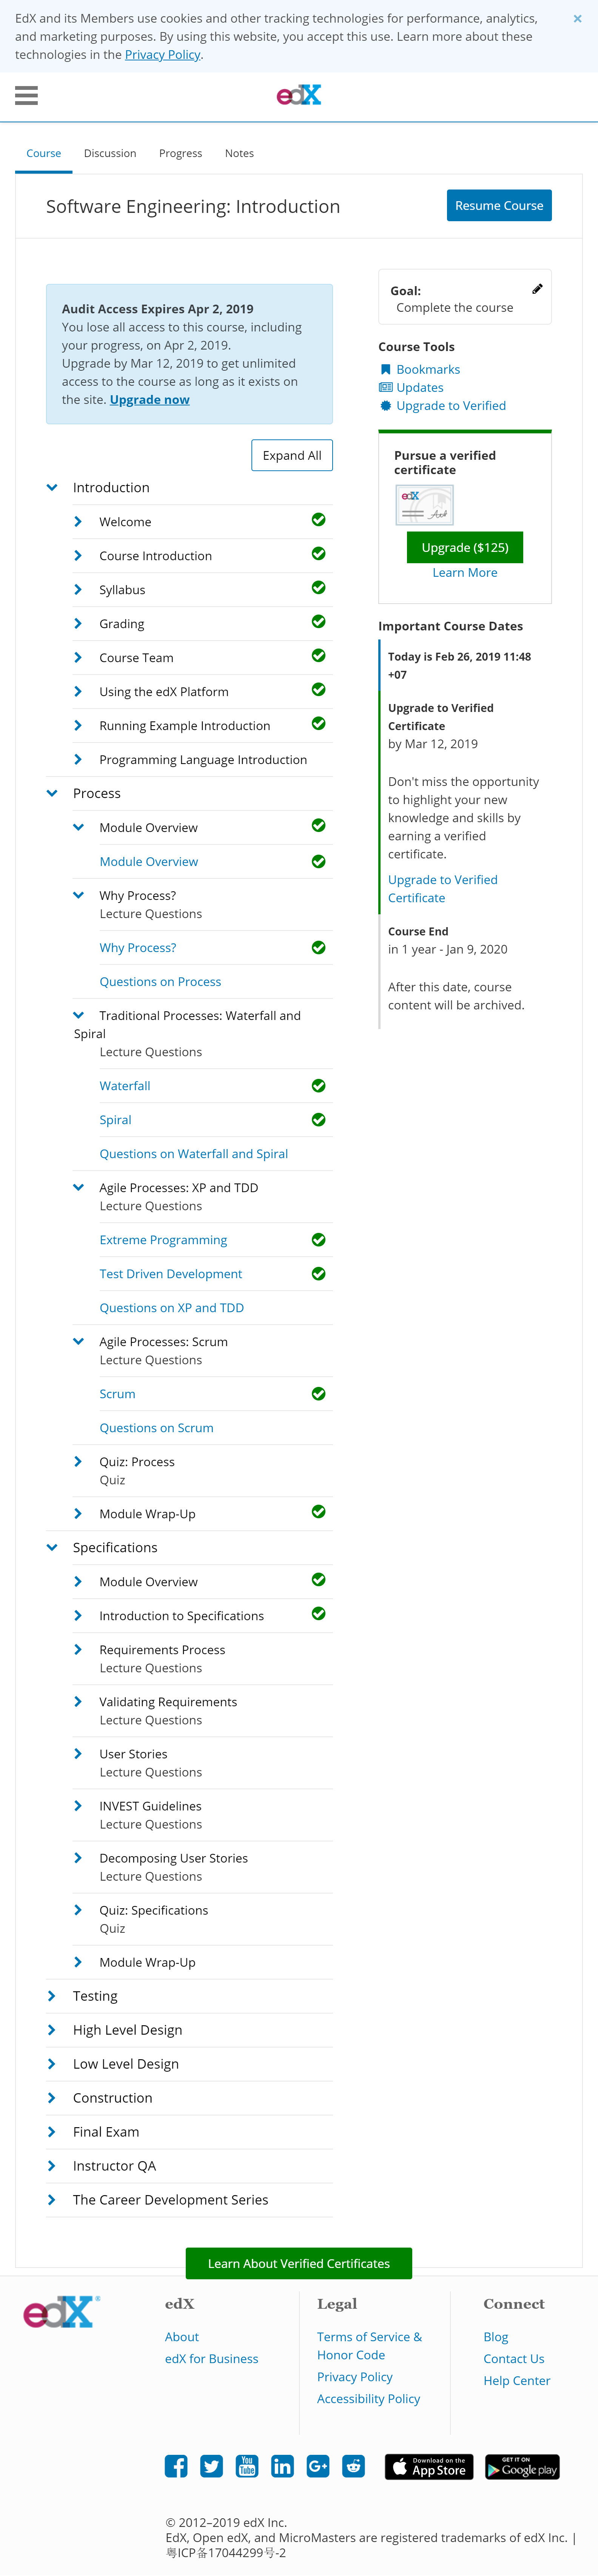 EdX and its Members use cookies and other tracking technologies for performance, analytics,
and marketing purposes. By using this website, you accept this use. Learn more about these
technologies in the Privacy Policy.
×
edX
Course
Discussion
Progress
Notes
Software Engineering: Introduction
Resume Course
Audit Access Expires Apr 2, 2019
You lose all access to this course, including
your progress, on Apr 2, 2019.
Upgrade by Mar 12, 2019 to get unlimited
access to the course as long as it exists on
the site. Upgrade now
Expand All
Introduction
Welcome
Course Introduction
Syllabus
Grading
Course Team
Using the edX Platform
Running Example Introduction
Programming Language Introduction
Process
Module Overview
Module Overview
Why Process?
Lecture Questions
Why Process?
Questions on Process
Traditional Processes: Waterfall and
Spiral
Lecture Questions
Waterfall
Spiral
Questions on Waterfall and Spiral
Agile Processes: XP and TDD
Lecture Questions
Extreme Programming
Test Driven Development
Questions on XP and TDD
Agile Processes: Scrum
Lecture Questions
Scrum
Questions on Scrum
Quiz: Process
Quiz
Module Wrap-Up
Specifications
Module Overview
Introduction to Specifications
Requirements Process
Lecture Questions
Validating Requirements
Lecture Questions
User Stories
Lecture Questions
INVEST Guidelines
Lecture Questions
Decomposing User Stories
Lecture Questions
Quiz: Specifications
Quiz
Module Wrap-Up
Testing
High Level Design
Low Level Design
Construction
Final Exam
Instructor QA
The Career Development Series
Goal:
Complete the course
Course Tools
Bookmarks
Updates
Upgrade to Verified
Pursue a verified
certificate
edX
Upgrade ($125)
Learn More
Important Course Dates
Today is Feb 26, 2019 11:48
+07
Upgrade to Verified
Certificate
by Mar 12, 2019
Don't miss the opportunity
to highlight your new
knowledge and skills by
earning a verified
certificate.
Upgrade to Verified
Certificate
Course End
in 1 year - Jan 9, 2020
After this date, course
content will be archived.
Learn About Verified Certificates
edX®
edX
About
edX for Business
Legal
Terms of Service &
Honor Code
Privacy Policy
Accessibility Policy
Connect
Blog
Contact Us
Help Center
You
Tube
in
G+
Download on the
App Store
GET IT ON
Google play
© 2012–2019 edX Inc.
EdX, Open edX, and MicroMasters are registered trademarks of edX Inc. |
粤ICP备17044299号-2